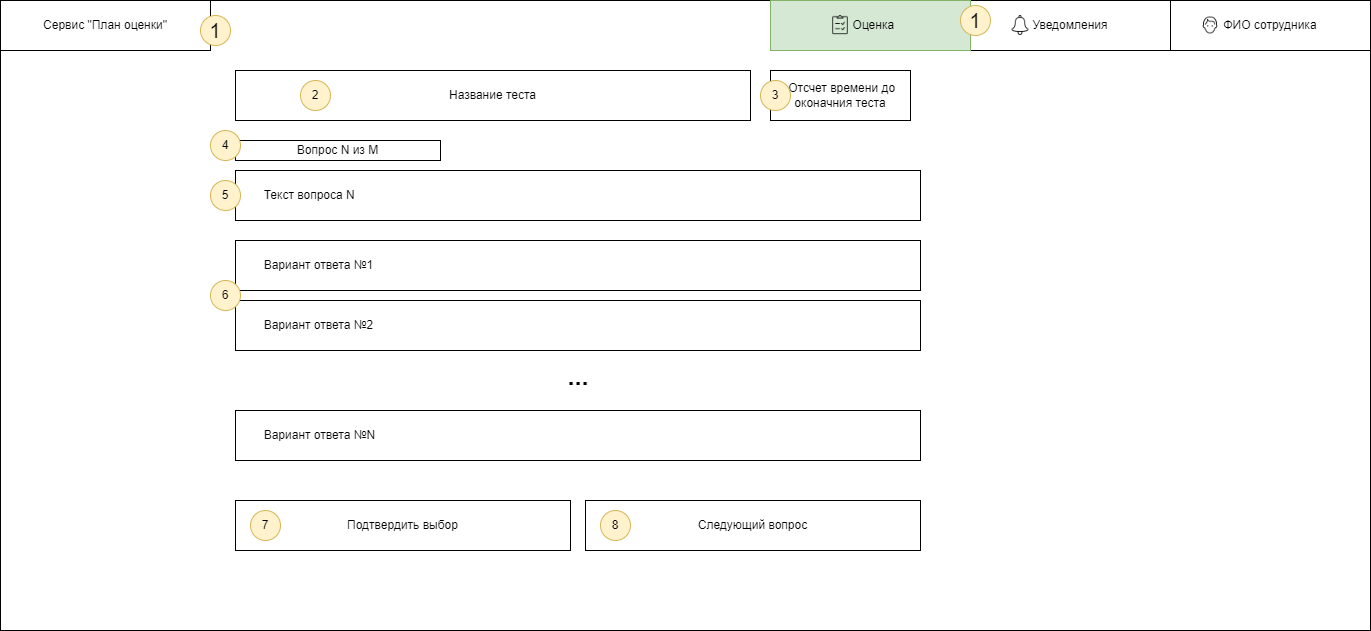 Сервис "План оценки"
1
Оценка
1
Уведомления
ФИО сотрудника
2
Название теста
3
Отсчет времени до
оконачния теста
4
Вопрос N из M
5
Текст вопроса N
Вариант ответа №1
6
Вариант ответа №2
...
Вариант ответа №N
7
Подтвердить выбор
8
Следующий вопрос